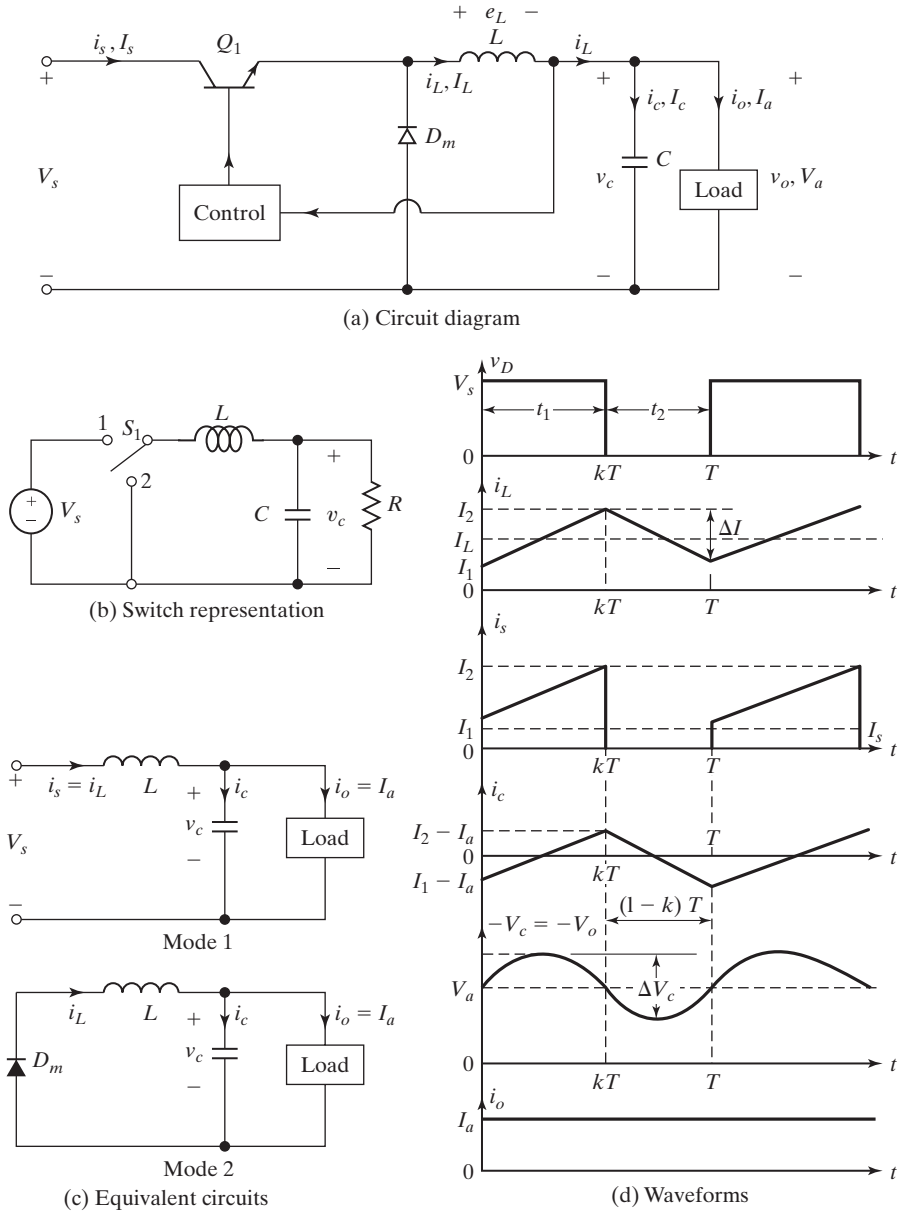 + e_L −
i_s, I_s Q_1 L i_L
+ i_L, I_L + i_c, I_c i_o, I_a +
D_m C
V_s v_c Load v_o, V_a
Control
− − −
(a) Circuit diagram
1 S_1 L
2
+ − V_s C + v_c − R
(b) Switch representation
+ i_s = i_L L + i_c i_o = I_a
V_s v_c Load
− −
Mode 1
i_L L + i_c i_o = I_a
D_m v_c Load
−
Mode 2
(c) Equivalent circuits
v_D
V_s
t_1 t_2
0 kT T t
i_L
I_2
ΔI
I_L
I_1
0 kT T t
i_s
I_2
I_1 I_s
0 kT T t
i_c
I_2 − I_a T
0 t
kT
I_1 − I_a
(l − k) T
−V_c = −V_o
V_a ΔV_c
0 kT T t
i_o
I_a
0 t
(d) Waveforms